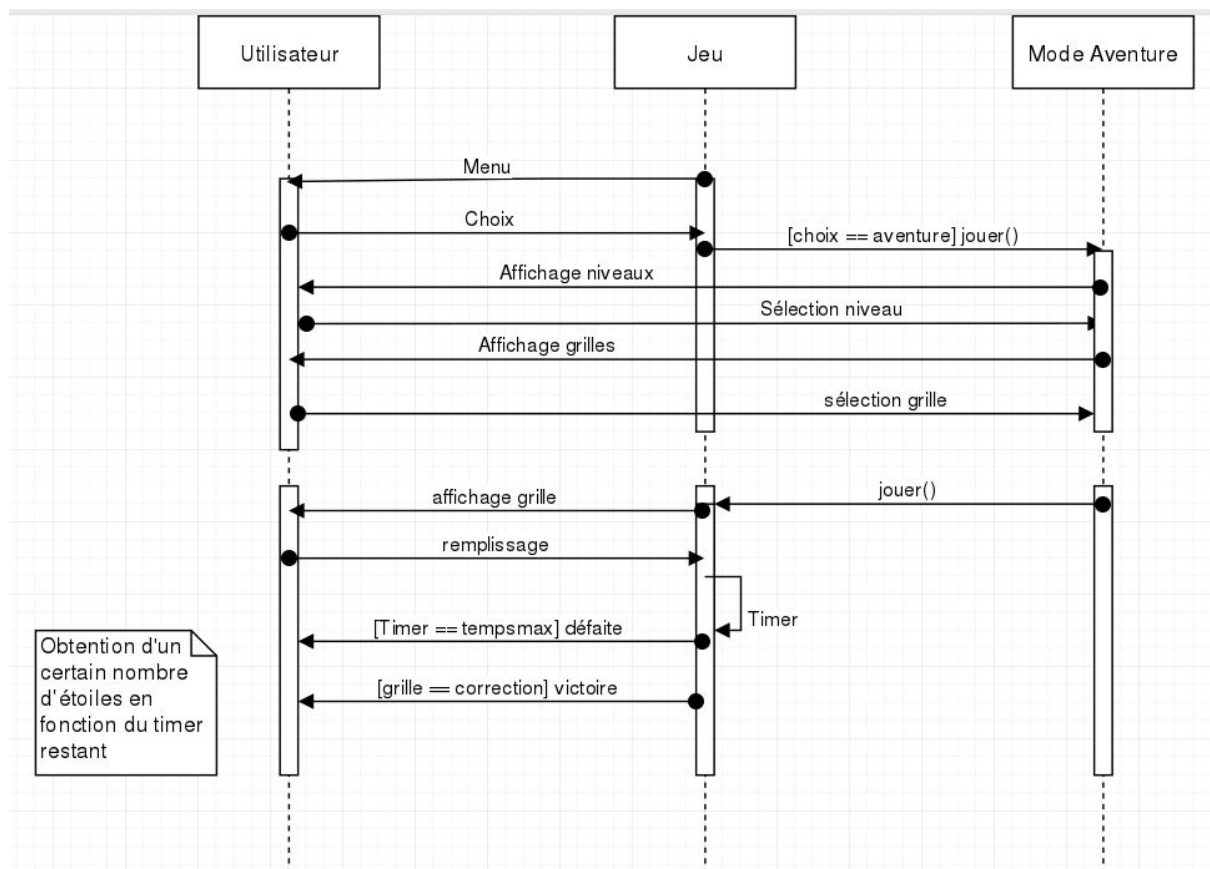 Utilisateur
Jeu
Mode Aventure
Menu
Choix
[choix == aventure] jouer()
Affichage niveaux
Sélection niveau
Affichage grilles
sélection grille
jouer()
affichage grille
remplissage
Timer
[Timer == tempsmax] défaite
[grille == correction] victoire
Obtention d'un
certain nombre
d'étoiles en
fonction du timer
restant